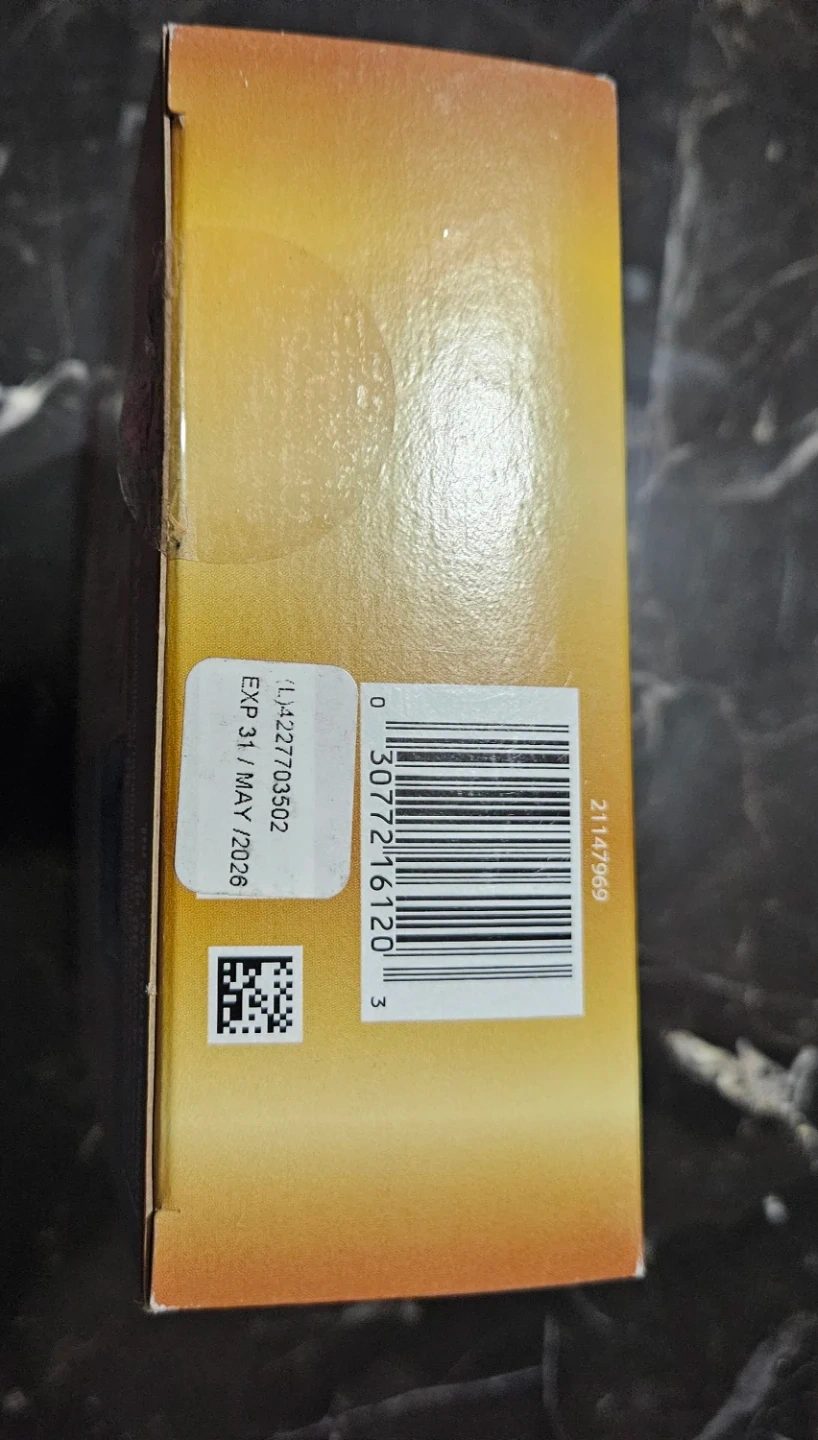 21147969
0 30772 16120 3
(L)4227703502
EXP 31 / MAY /2026